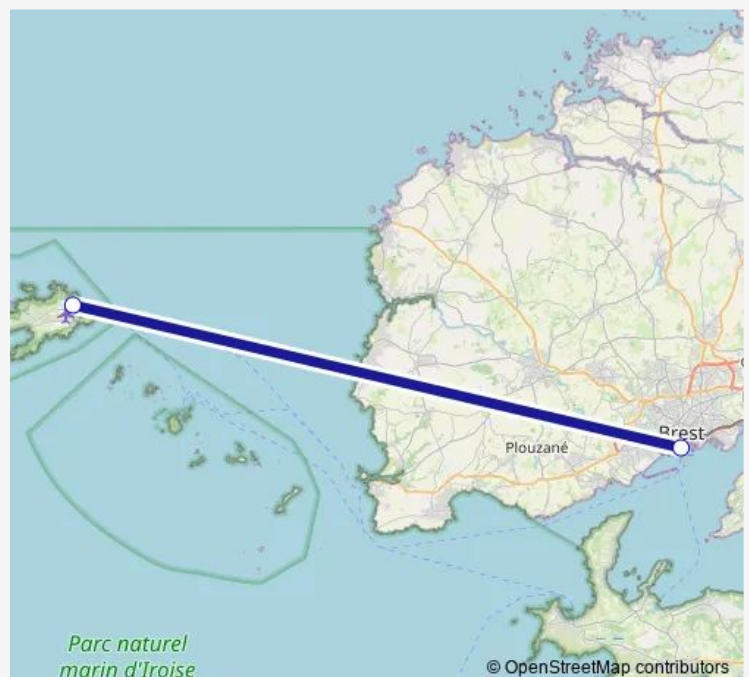 Brest
Plouzané
Parc naturel
marin d'Iroise
© OpenStreetMap contributors